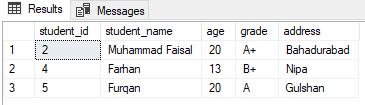 Results Messages
student_id student_name age grade address
1 2 Muhammad Faisal 20 A+ Bahadurabad
2 4 Farhan 13 B+ Nipa
3 5 Furqan 20 A Gulshan